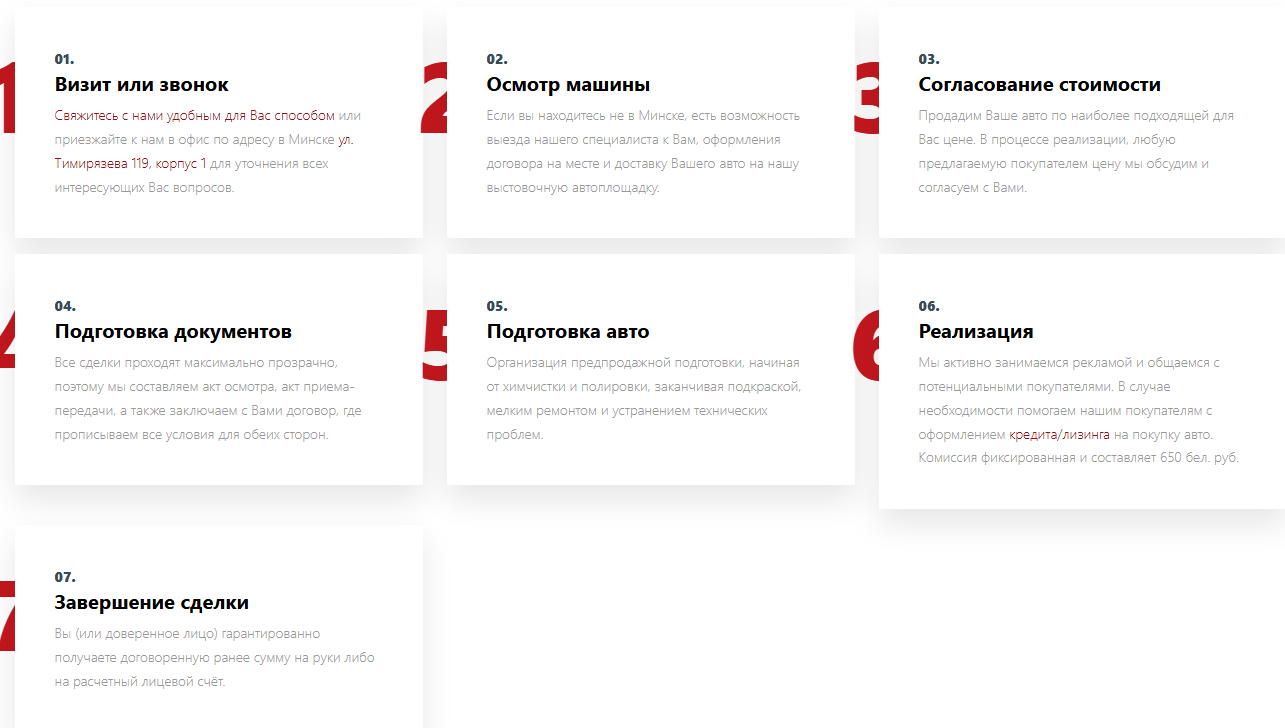 1
01.
Визит или звонок
Свяжитесь с нами удобным для Вас способом или
приезжайте к нам в офис по адресу в Минске ул.
Тимирязева 119, корпус 1 для уточнения всех
интересующих Вас вопросов.
2
02.
Осмотр машины
Если вы находитесь не в Минске, есть возможность
выезда нашего специалиста к Вам, оформления
договора на месте и доставку Вашего авто на нашу
выстовочную автоплощадку.
3
03.
Согласование стоимости
Продадим Ваше авто по наиболее подходящей для
Вас цене. В процессе реализации, любую
предлагаемую покупателем цену мы обсудим и
согласуем с Вами.
4
04.
Подготовка документов
Все сделки проходят максимально прозрачно,
поэтому мы составляем акт осмотра, акт приема-
передачи, а также заключаем с Вами договор, где
прописываем все условия для обеих сторон.
5
05.
Подготовка авто
Организация предпродажной подготовки, начиная
от химчистки и полировки, заканчивая подкраской,
мелким ремонтом и устранением технических
проблем.
6
06.
Реализация
Мы активно занимаемся рекламой и общаемся с
потенциальными покупателями. В случае
необходимости помогаем нашим покупателям с
оформлением кредита/лизинга на покупку авто.
Комиссия фиксированная и составляет 650 бел. руб.
7
07.
Завершение сделки
Вы (или доверенное лицо) гарантированно
получаете договоренную ранее сумму на руки либо
на расчетный лицевой счёт.